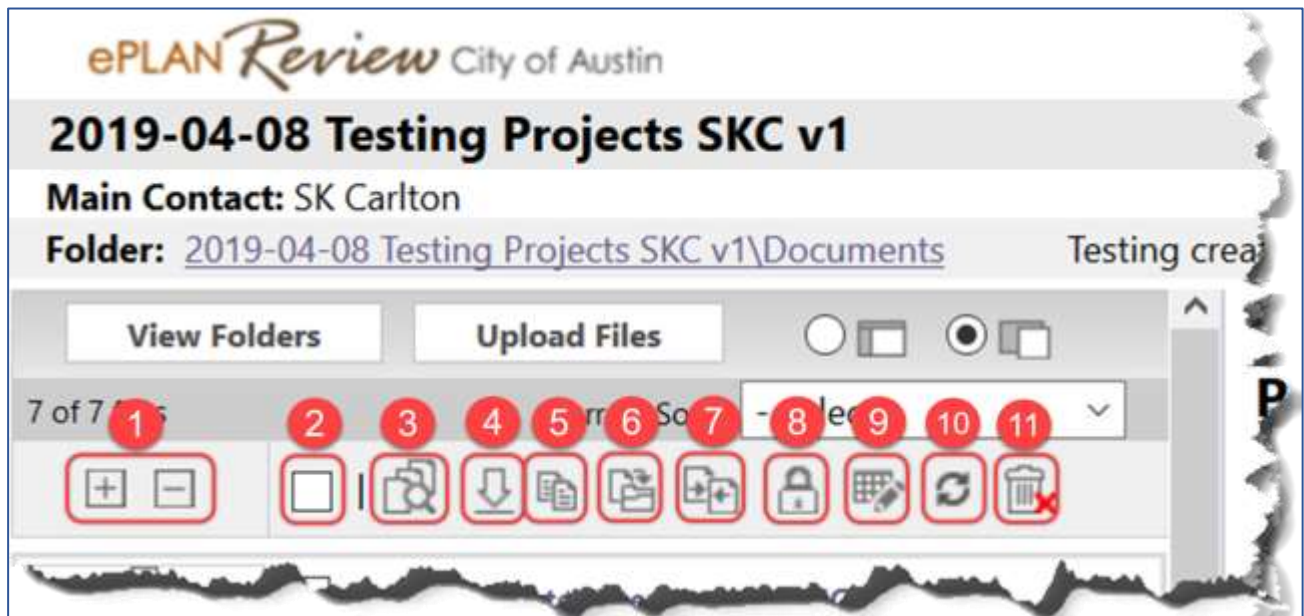 ePLAN Review City of Austin
2019-04-08 Testing Projects SKC v1
Main Contact: SK Carlton
Folder: 2019-04-08 Testing Projects SKC v1\Documents Testing
View Folders Upload Files
7 of 7
1 2 3 4 5 6 7 8 9 10 11